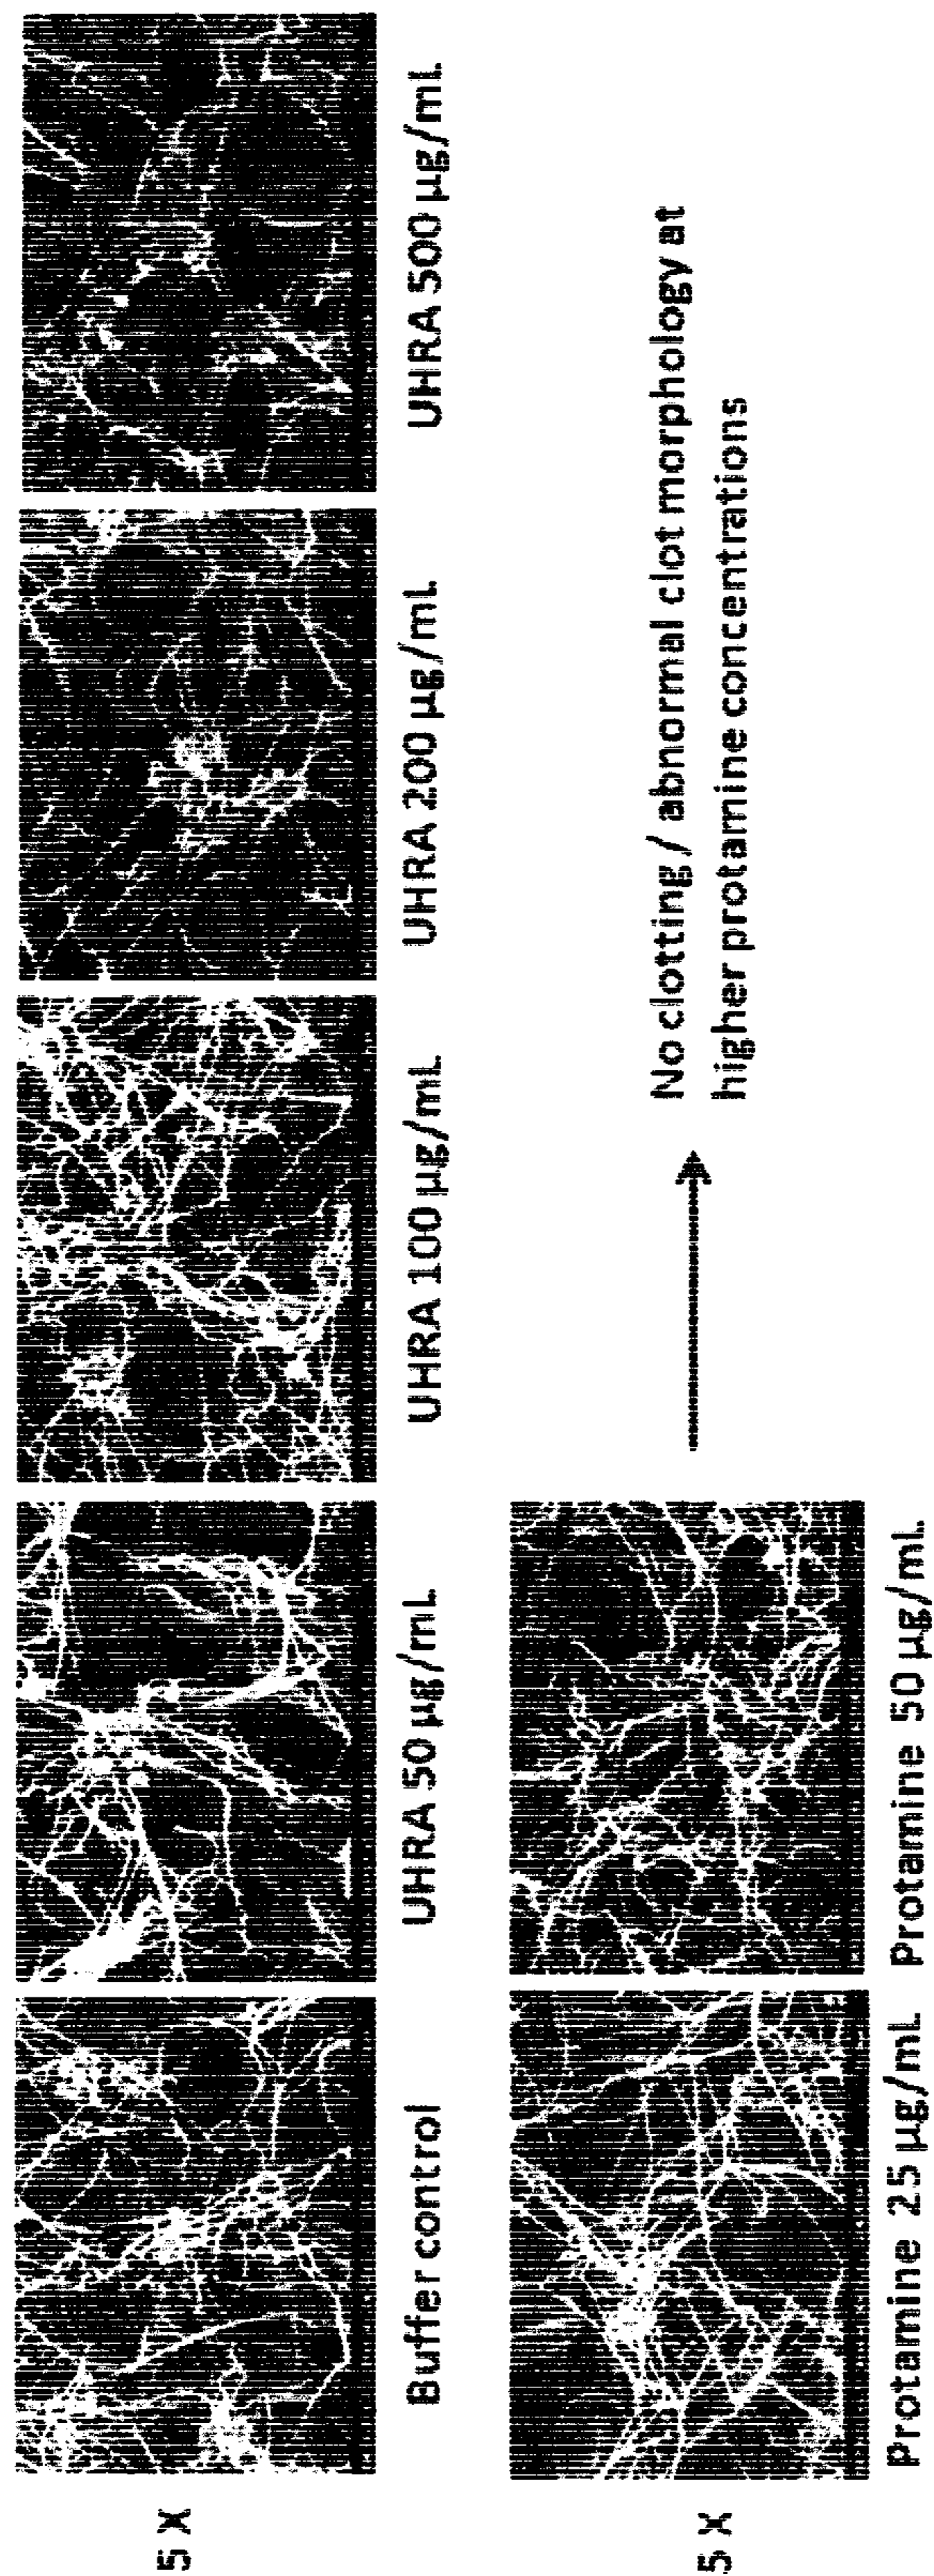 5 X
Buffer control
UHRA 50 µg/mL
UHRA 100 µg/mL
UHRA 200 µg/mL
UHRA 500 µg/mL
5 X
Protamine 25 µg/mL
Protamine 50 µg/mL
No clotting/ abnormal clot morphology at
higher protamine concentrations